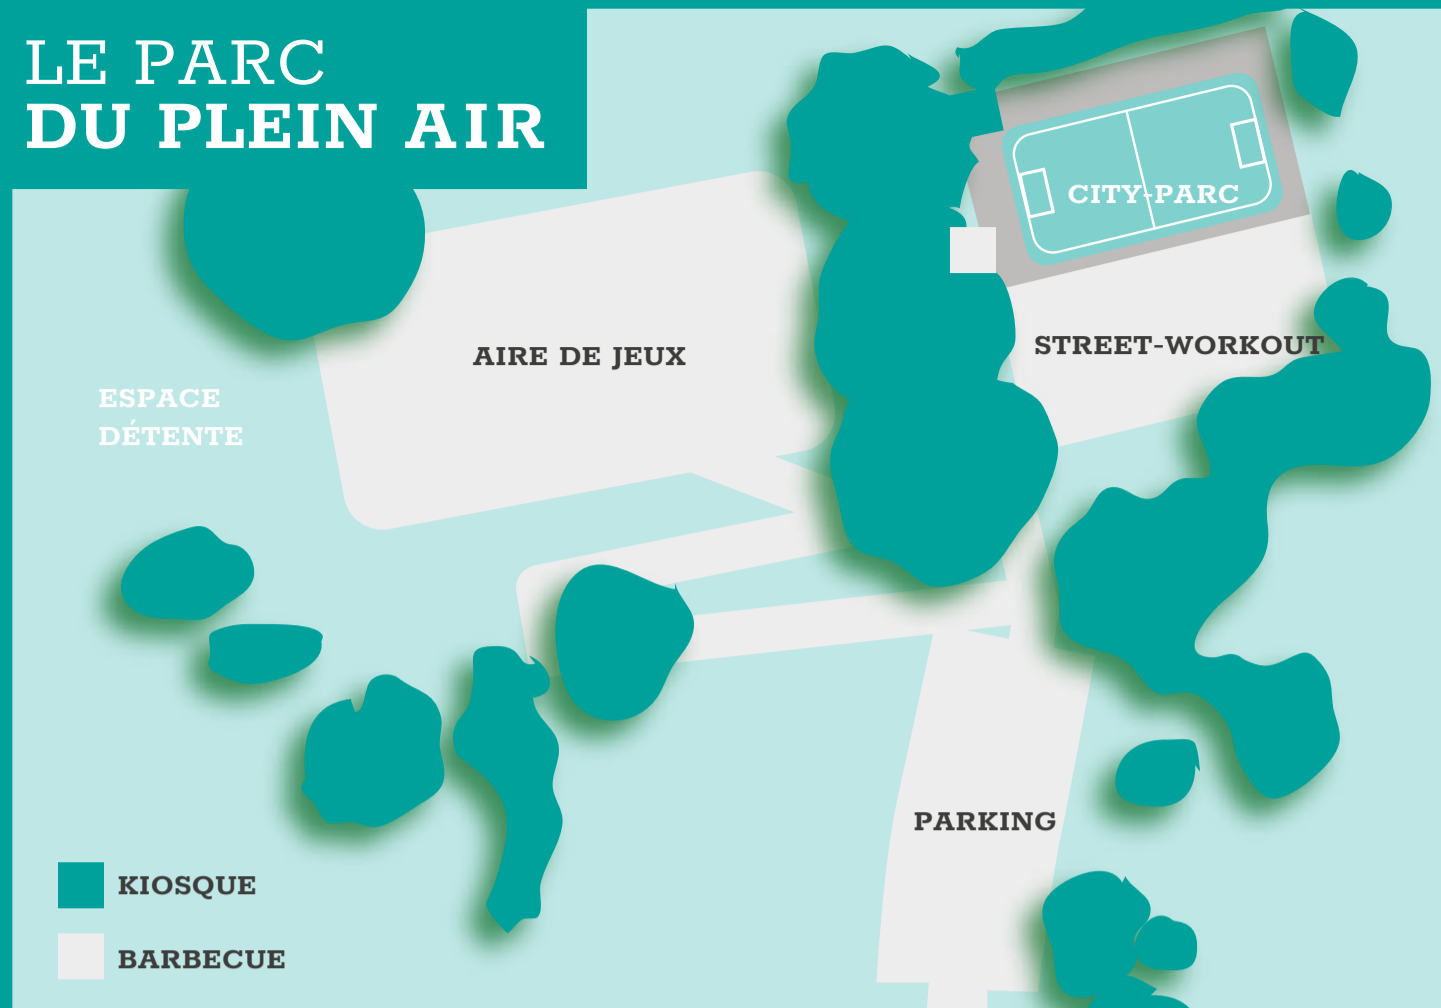 LE PARC
DU PLEIN AIR
CITY-PARC
STREET-WORKOUT
AIRE DE JEUX
ESPACE
DÉTENTE
PARKING
KIOSQUE
BARBECUE